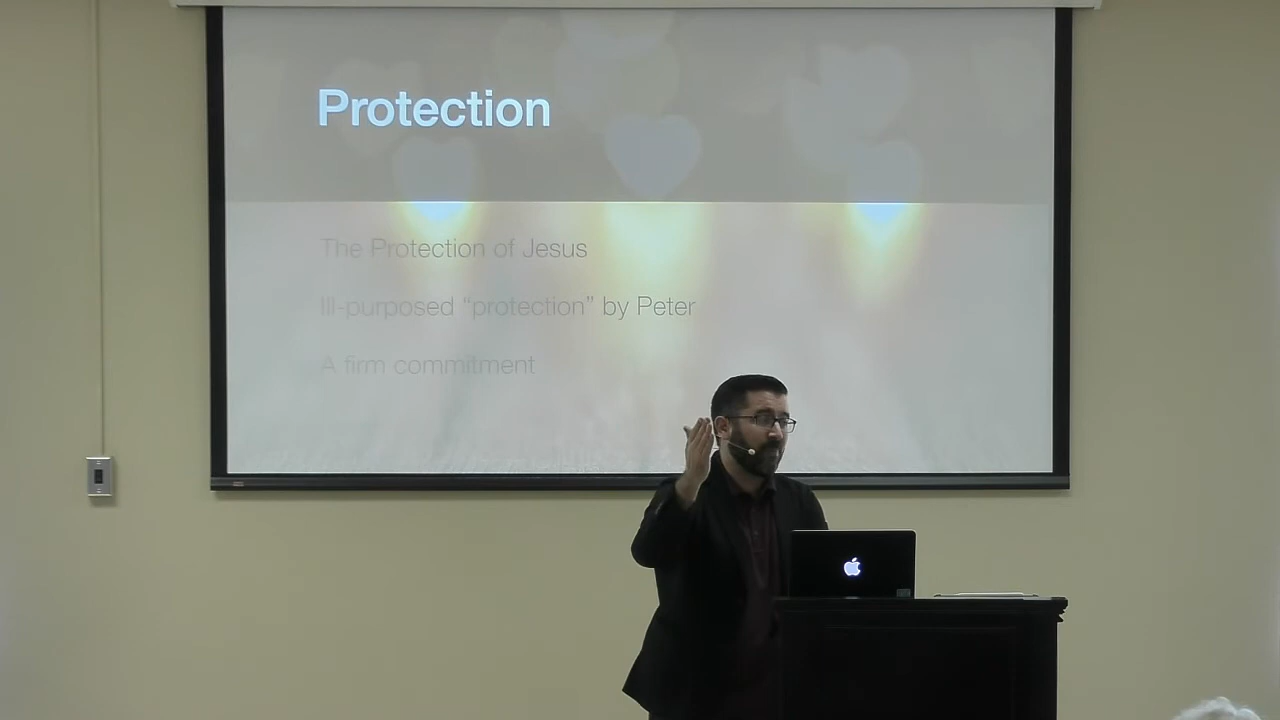 Protection
The Protection of Jesus
Ill-purposed “protection” by Peter
A firm commitment